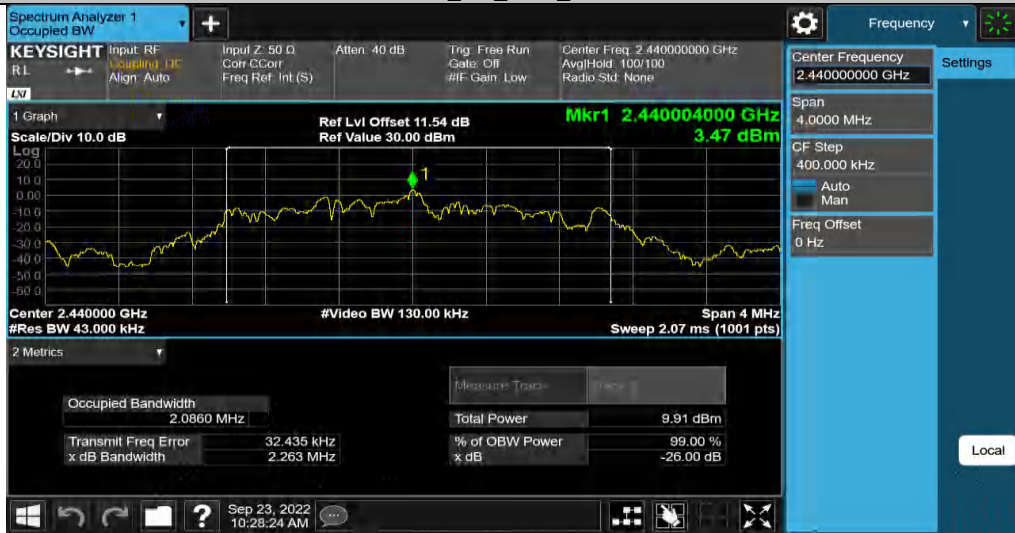 Spectrum Analyzer 1
Occupied BW
+
Frequency
KEYSIGHT
RL
LXI
Input: RF
Coupling: DC
Align: Auto
Input Z: 50 Ω
Corr CCorr
Freq Ref: Int (S)
Atten: 40 dB
Trig: Free Run
Gate: Off
#IF Gain: Low
Center Freq: 2.440000000 GHz
Avg|Hold: 100/100
Radio Std: None
1 Graph
Scale/Div 10.0 dB
Ref Lvl Offset 11.54 dB
Ref Value 30.00 dBm
Mkr1 2.440004000 GHz
3.47 dBm
Log
20.0
10.0
0.00
-10.0
-20.0
-30.0
-40.0
-50.0
-60.0
1
Center 2.440000 GHz
#Res BW 43.000 kHz
#Video BW 130.00 kHz
Span 4 MHz
Sweep 2.07 ms (1001 pts)
2 Metrics
Occupied Bandwidth
2.0860 MHz
Transmit Freq Error 32.435 kHz
x dB Bandwidth 2.263 MHz
Measure Trace Trace 1
Total Power 9.91 dBm
% of OBW Power 99.00 %
x dB -26.00 dB
Center Frequency
2.440000000 GHz
Span
4.0000 MHz
CF Step
400.000 kHz
Auto
Man
Freq Offset
0 Hz
Settings
Local
?
Sep 23, 2022
10:28:24 AM